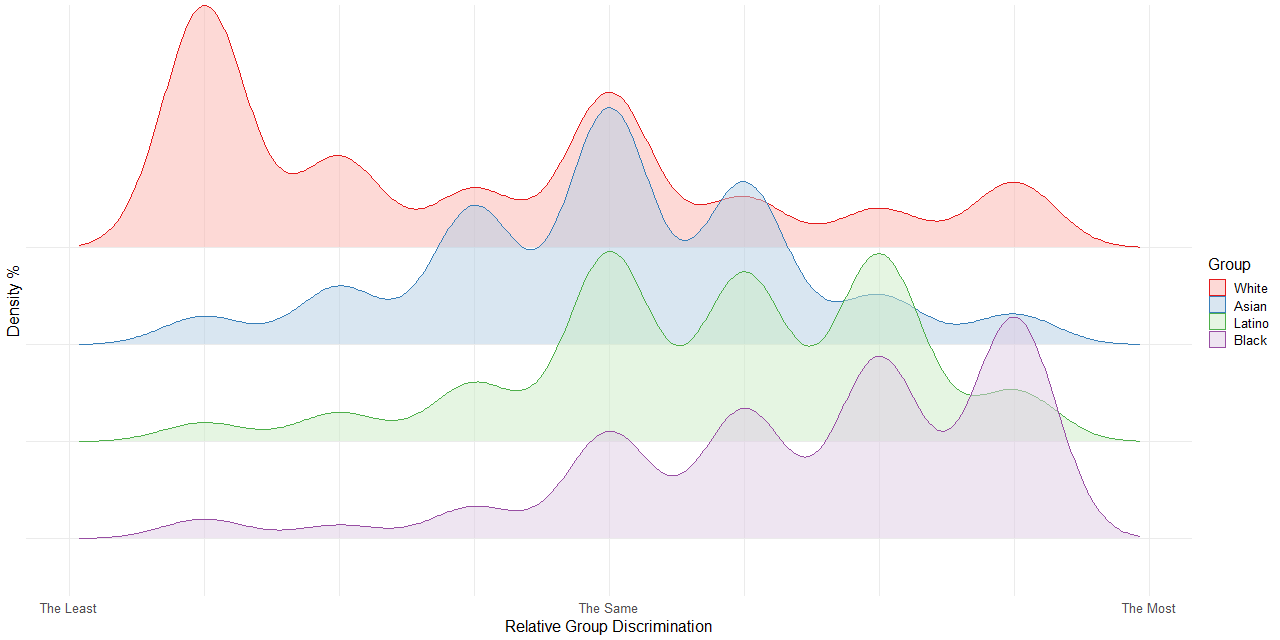 Density %
The Least
The Same
The Most
Relative Group Discrimination
Group
White
Asian
Latino
Black